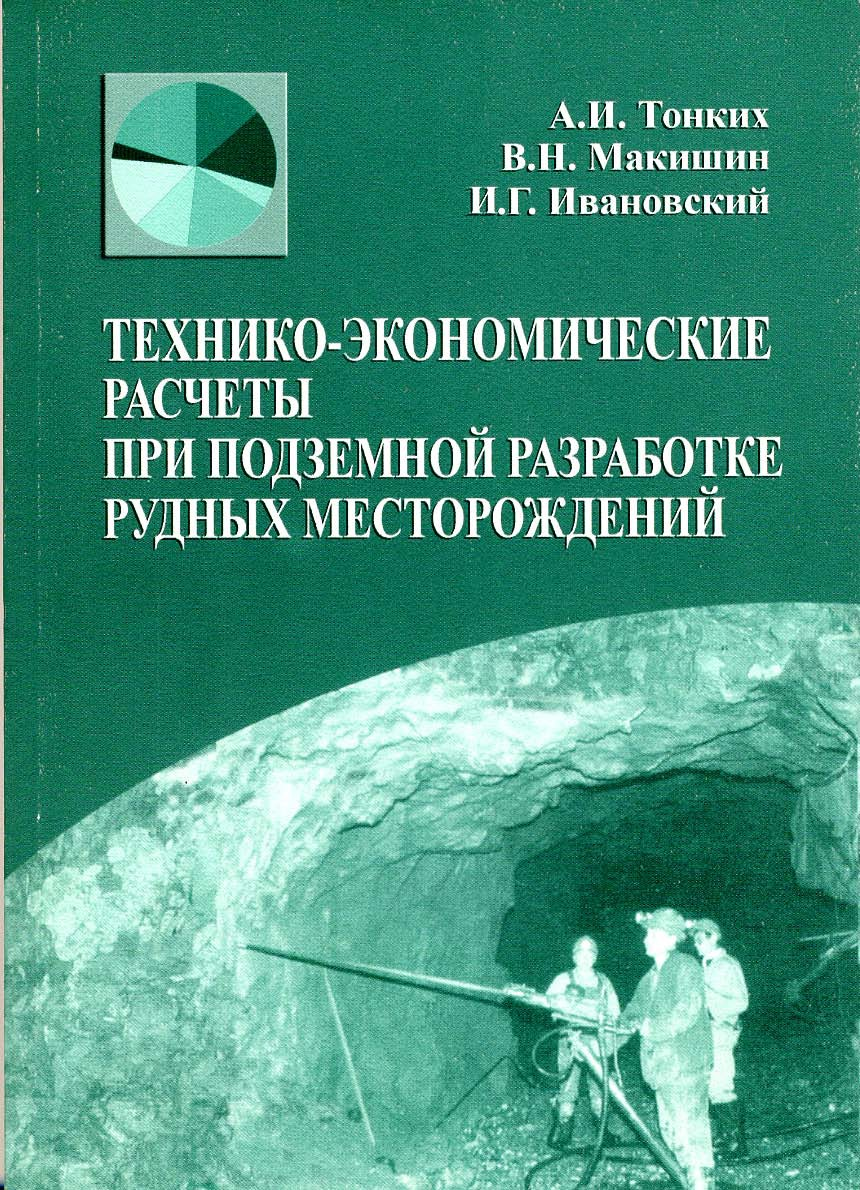 А.И. Тонких
В.Н. Макишин
И.Г. Ивановский
ТЕХНИКО-ЭКОНОМИЧЕСКИЕ
РАСЧЕТЫ
ПРИ ПОДЗЕМНОЙ РАЗРАБОТКЕ
РУДНЫХ МЕСТОРОЖДЕНИЙ